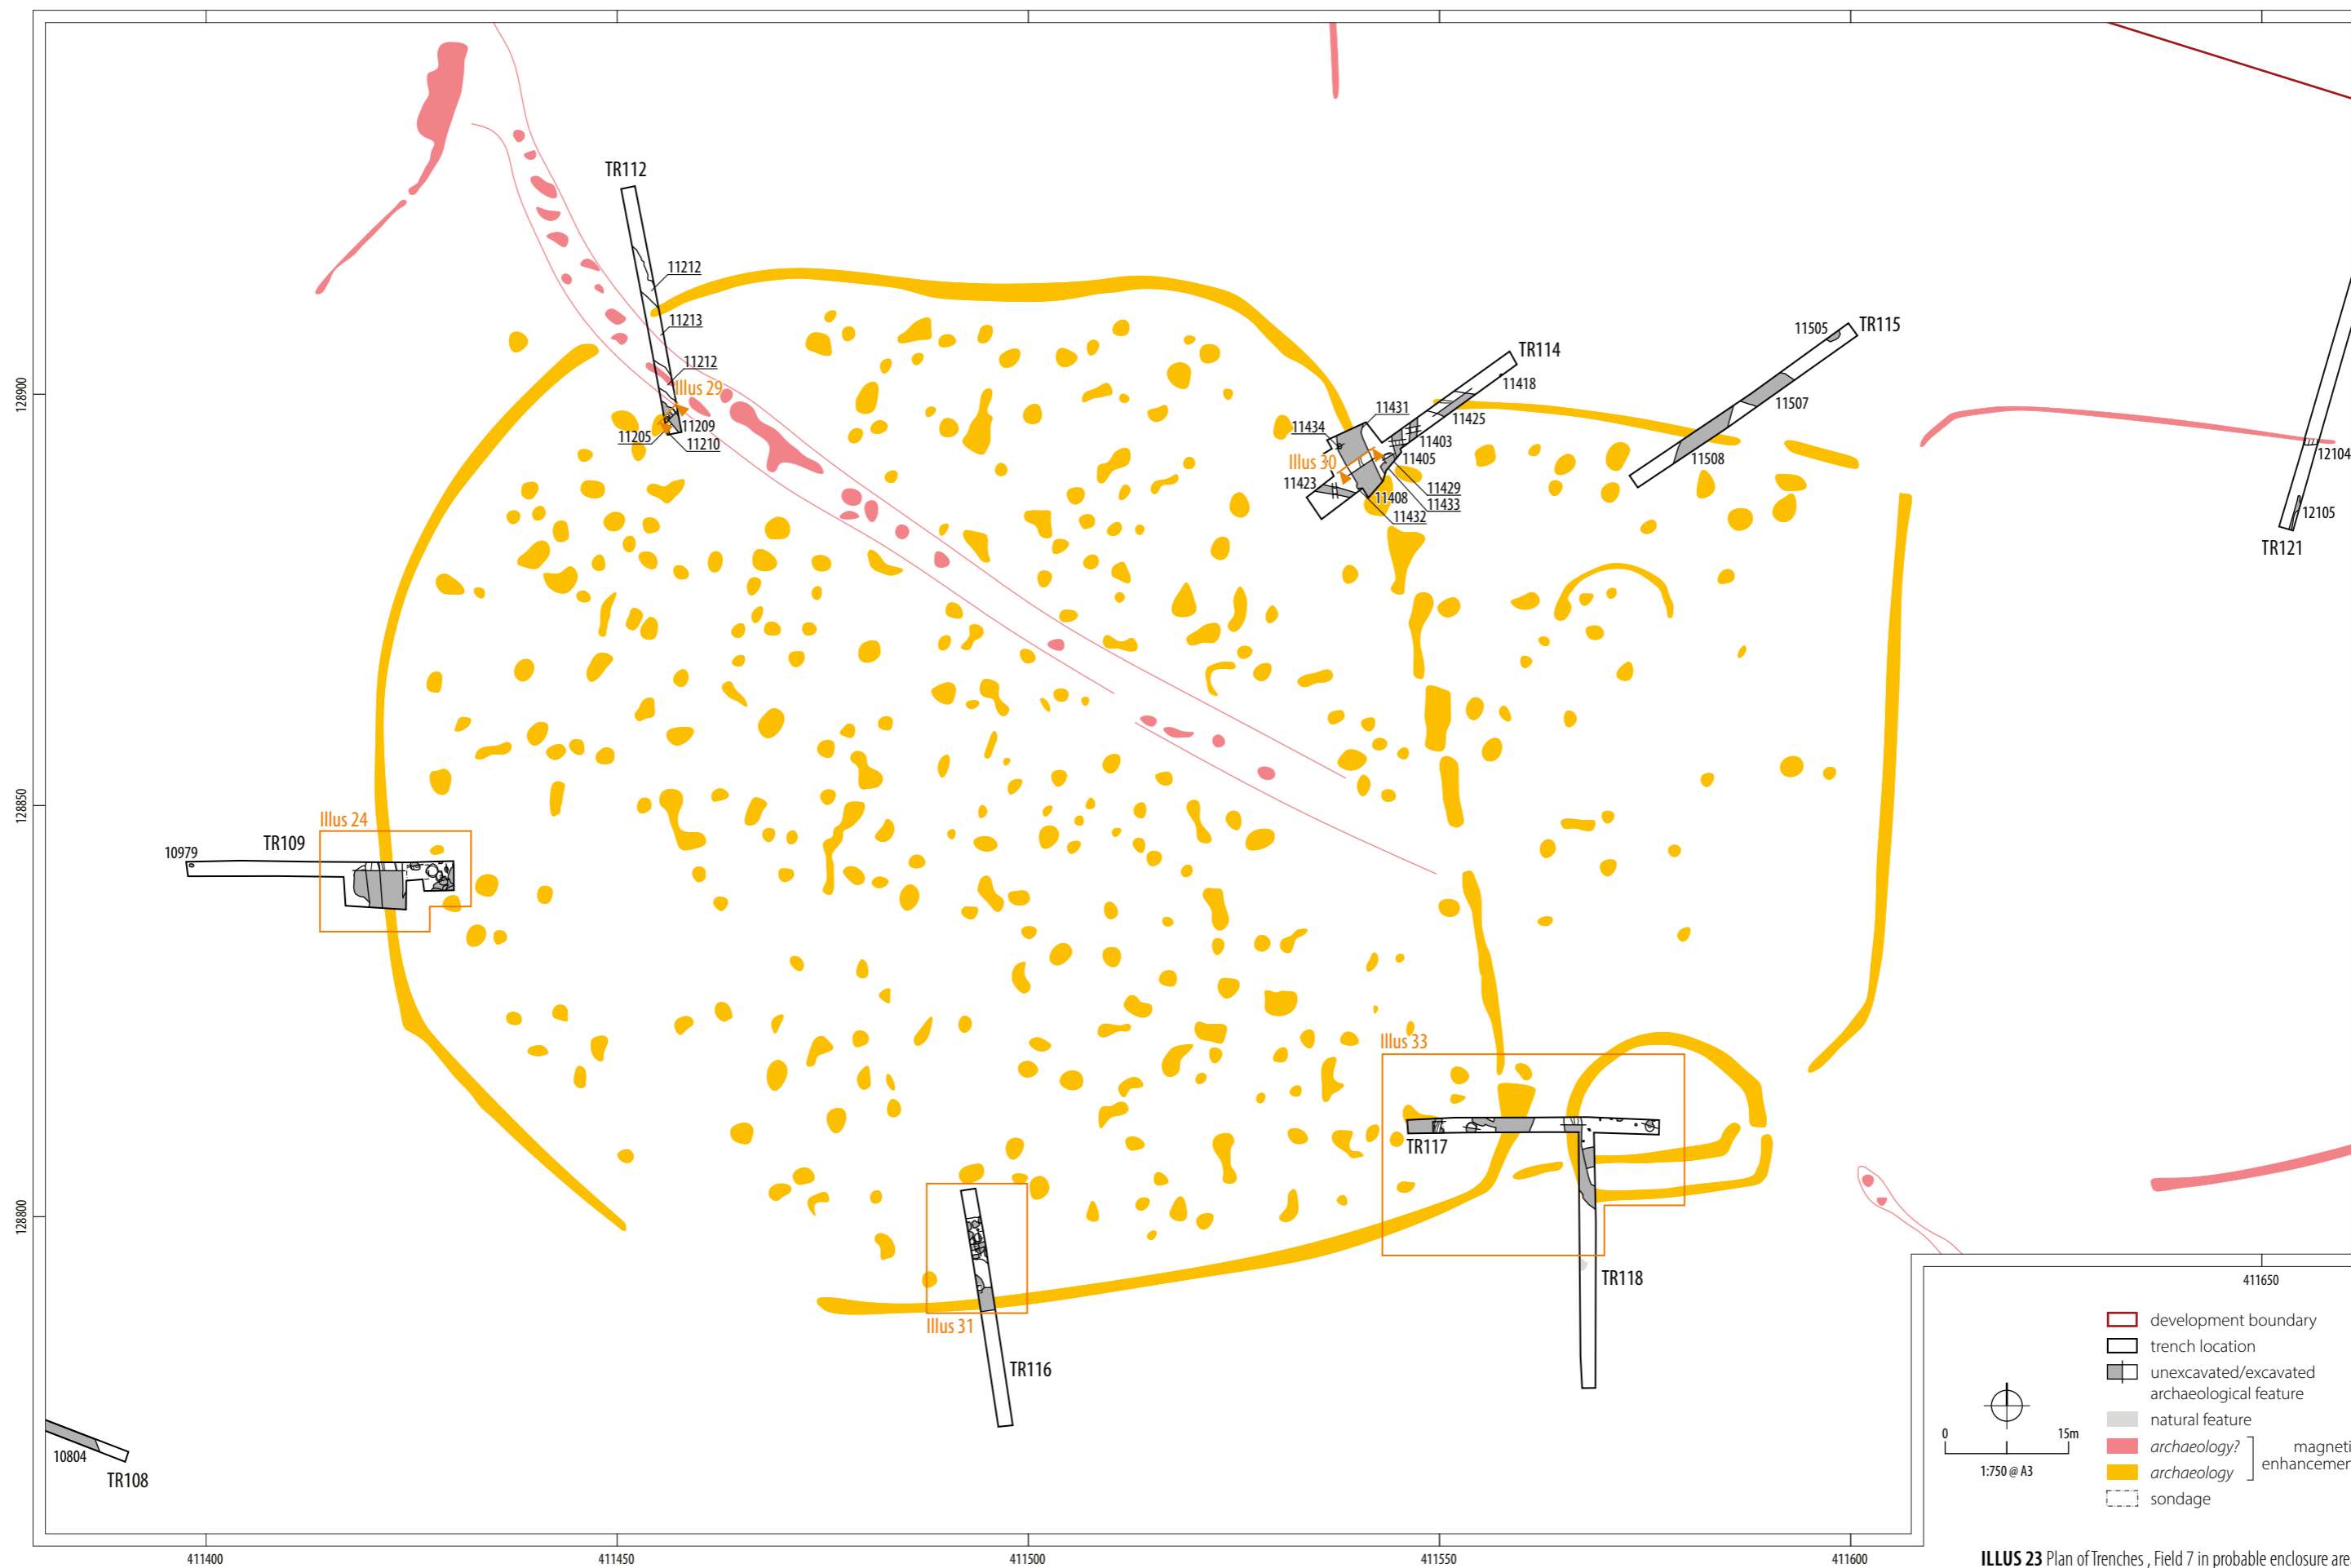 TR112
11212
11213
11212
Illus 29
11209
11205
11210
TR114
11418
11431
11425
11434
11403
Illus 30
11405
11423
11429
11408
11433
11432
11505
TR115
11507
11508
12104
12105
TR121
128900
128850
128800
Illus 24
TR109
10979
Illus 33
TR117
TR118
Illus 31
TR116
10804
TR108
411650
development boundary
trench location
unexcavated/excavated
archaeological feature
natural feature
archaeology?
magneti
enhancemen
archaeology
sondage
0 15m
1:750 @ A3
411400 411450 411500 411550 411600
ILLUS 23 Plan of Trenches , Field 7 in probable enclosure are